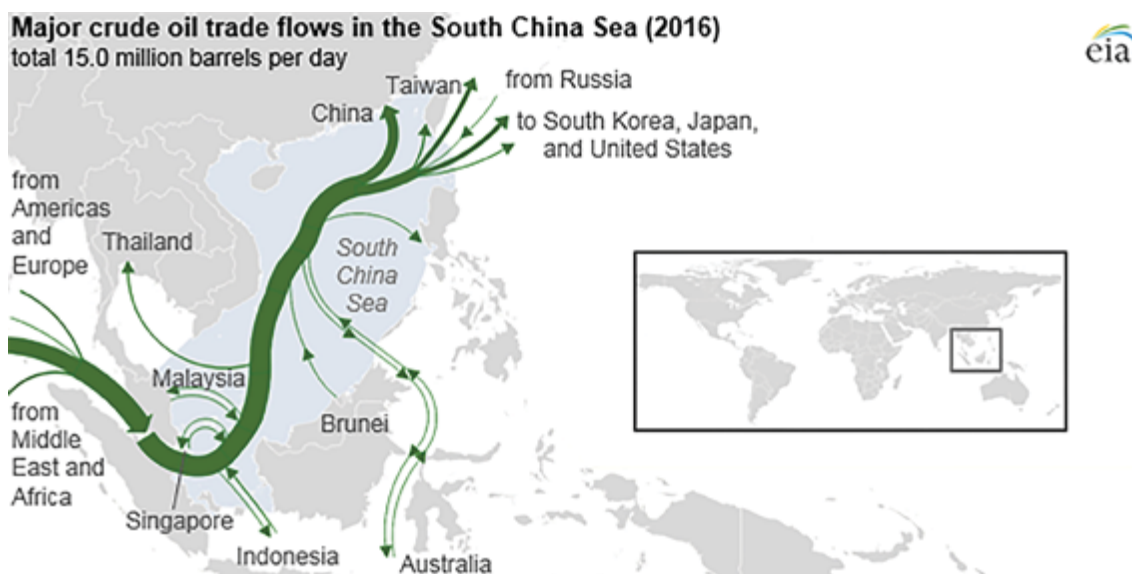 Major crude oil trade flows in the South China Sea (2016)
total 15.0 million barrels per day
eia
Taiwan
from Russia
China
to South Korea, Japan,
and United States
from
Americas
and
Europe
Thailand
South
China
Sea
Malaysia
from
Middle
East and
Africa
Brunei
Singapore
Indonesia
Australia